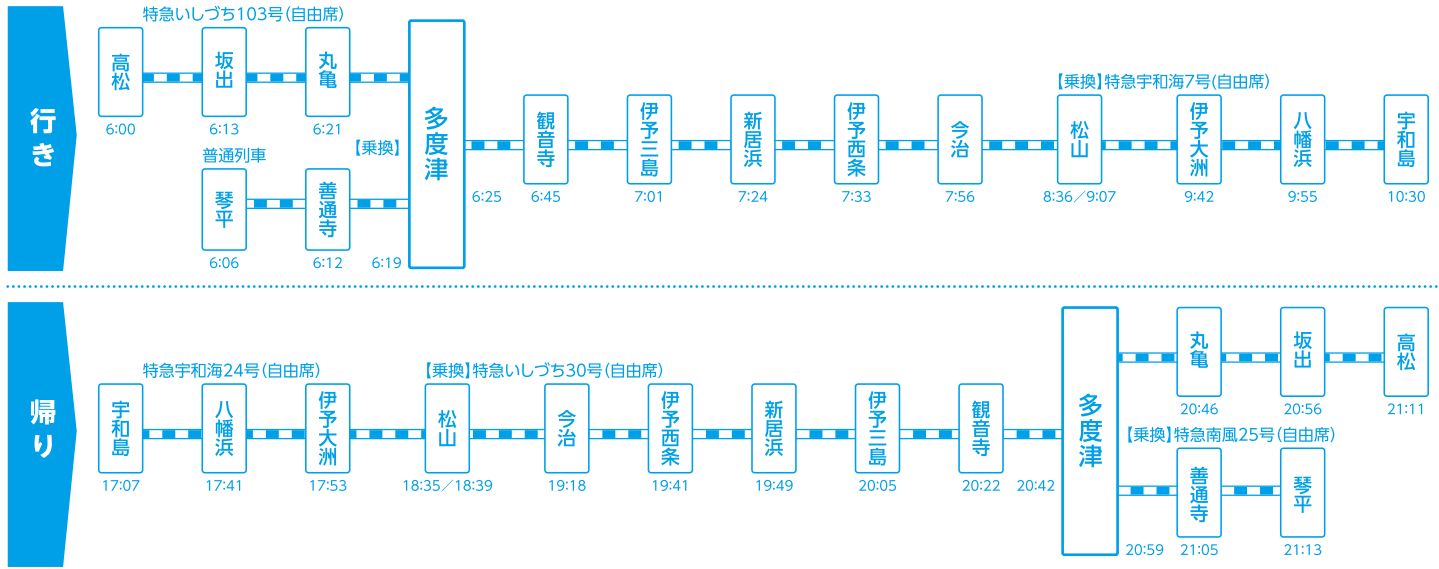 行き
特急いしづち103号(自由席)
高松
6:00
坂出
6:13
丸亀
6:21
普通列車
琴平
6:06
善通寺
6:12
6:19
【乗換】
多度津
6:25
観音寺
6:45
伊予三島
7:01
新居浜
7:24
伊予西条
7:33
今治
7:56
【乗換】特急宇和海7号(自由席)
松山
8:36／9:07
伊予大洲
9:42
八幡浜
9:55
宇和島
10:30
帰り
特急宇和海24号(自由席)
宇和島
17:07
八幡浜
17:41
伊予大洲
17:53
【乗換】特急いしづち30号(自由席)
松山
18:35／18:39
今治
19:18
伊予西条
19:41
新居浜
19:49
伊予三島
20:05
観音寺
20:22
20:42
多度津
丸亀
20:46
坂出
20:56
高松
21:11
【乗換】特急南風25号(自由席)
20:59
善通寺
21:05
琴平
21:13